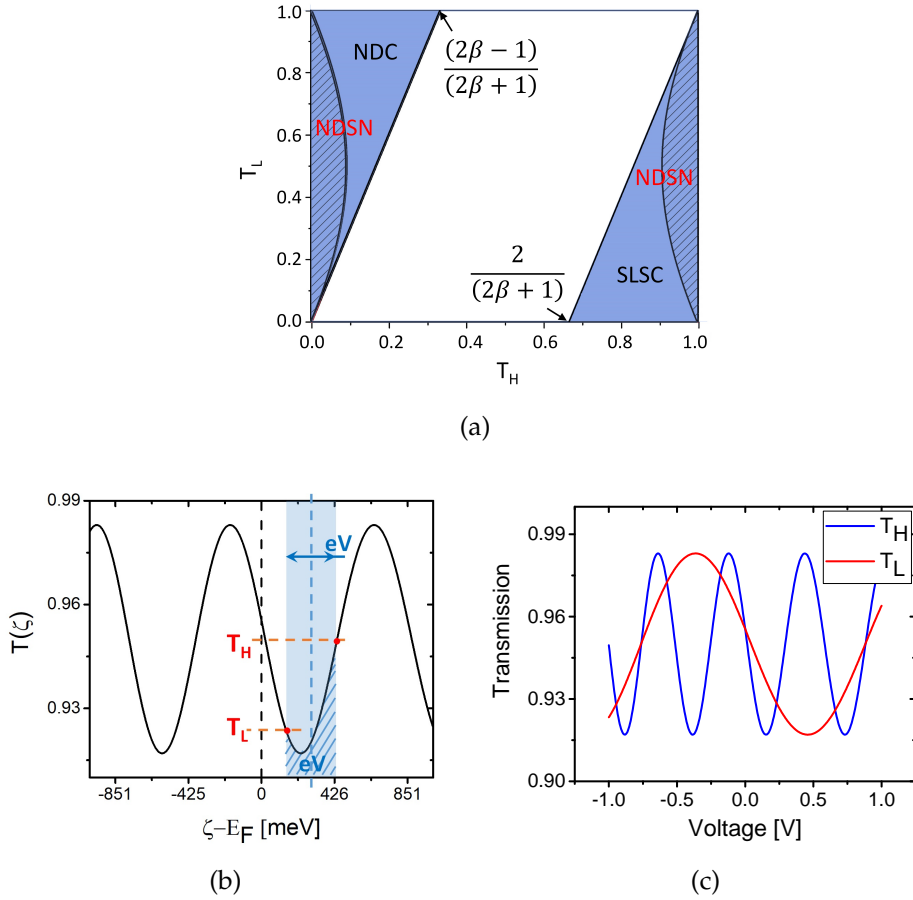 1.0
0.8
0.6
0.4
0.2
0.0
T_L
NDC
NDSN
(2β − 1)
(2β + 1)
NDSN
2
(2β + 1)
SLSC
0.0 0.2 0.4 0.6 0.8 1.0
T_H
(a)
0.99
0.96
0.93
T(ζ)
eV
T_H
T_L
eV
-851 -425 0 426 851
ζ−E_F [meV]
(b)
0.99
0.96
0.93
0.90
Transmission
T_H
T_L
-1.0 -0.5 0.0 0.5 1.0
Voltage [V]
(c)